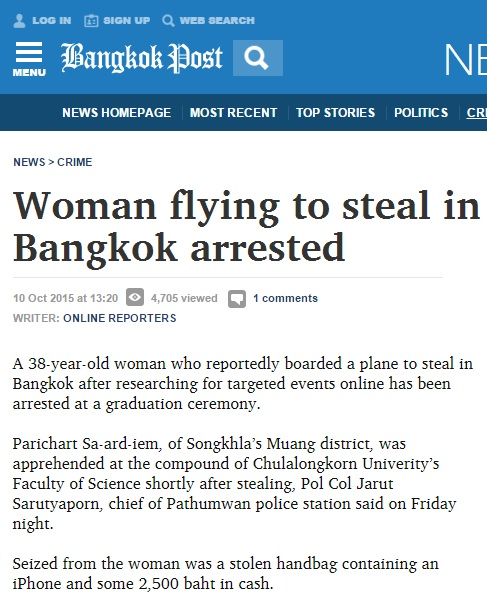 LOG IN SIGN UP WEB SEARCH
MENU Bangkok Post
NEWS HOMEPAGE MOST RECENT TOP STORIES POLITICS
NEWS > CRIME
Woman flying to steal in
Bangkok arrested
10 Oct 2015 at 13:20 4,705 viewed 1 comments
WRITER: ONLINE REPORTERS
A 38-year-old woman who reportedly boarded a plane to steal in
Bangkok after researching for targeted events online has been
arrested at a graduation ceremony.
Parichart Sa-ard-iem, of Songkhla's Muang district, was
apprehended at the compound of Chulalongkorn Univerity's
Faculty of Science shortly after stealing, Pol Col Jarut
Sarutyaporn, chief of Pathumwan police station said on Friday
night.
Seized from the woman was a stolen handbag containing an
iPhone and some 2,500 baht in cash.